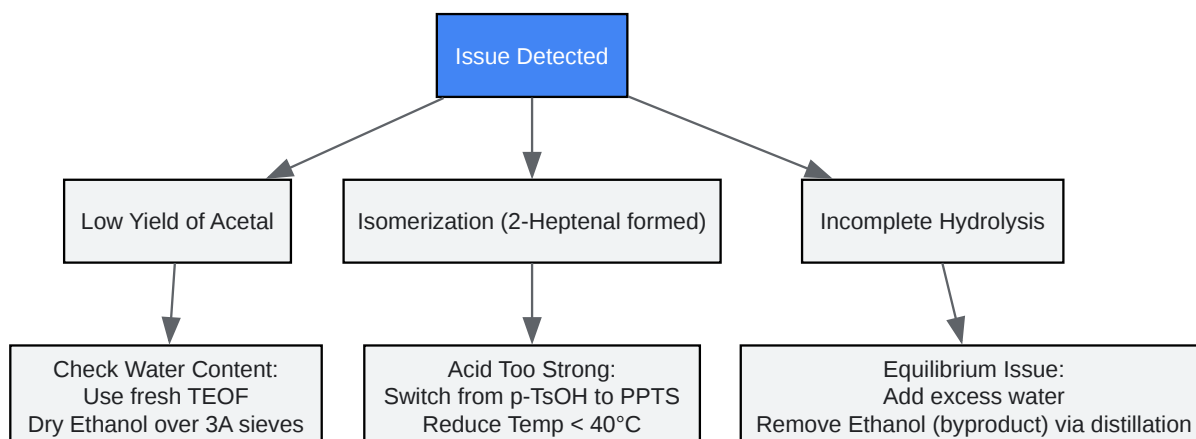 Issue Detected
Low Yield of Acetal
Isomerization (2-Heptenal formed)
Incomplete Hydrolysis
Check Water Content:
Use fresh TEOF
Dry Ethanol over 3A sieves
Acid Too Strong:
Switch from p-TsOH to PPTS
Reduce Temp < 40°C
Equilibrium Issue:
Add excess water
Remove Ethanol (byproduct) via distillation